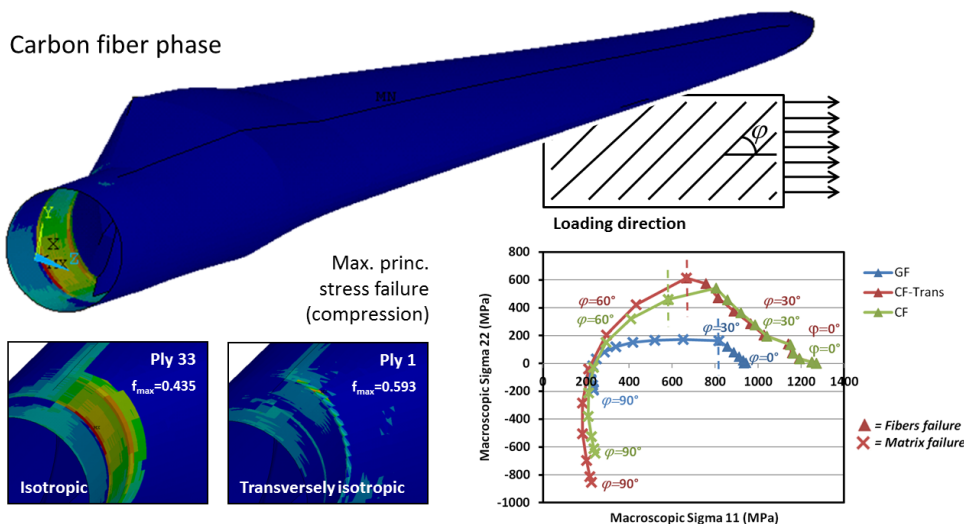 Carbon fiber phase
MN
φ
Loading direction
Y
X
Z
Max. princ.
stress failure
(compression)
Ply 33
f_max=0.435
Isotropic
Ply 1
f_max=0.593
Transversely isotropic
Macroscopic Sigma 22 (MPa)
800
600
400
200
0
-200
-400
-600
-800
-1000
0 200 400 600 800 1000 1200 1400
Macroscopic Sigma 11 (MPa)
φ=60°
φ=60°
φ=30°
φ=30°
φ=30°
φ=0°
φ=0°
φ=0°
φ=90°
φ=90°
φ=90°
GF
CF-Trans
CF
= Fibers failure
= Matrix failure